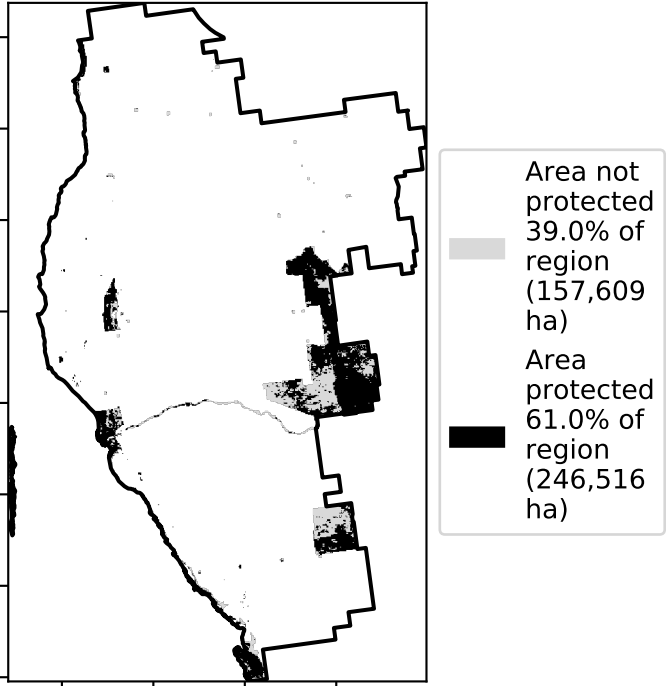 Area not
protected
39.0% of
region
(157,609
ha)
Area
protected
61.0% of
region
(246,516
ha)